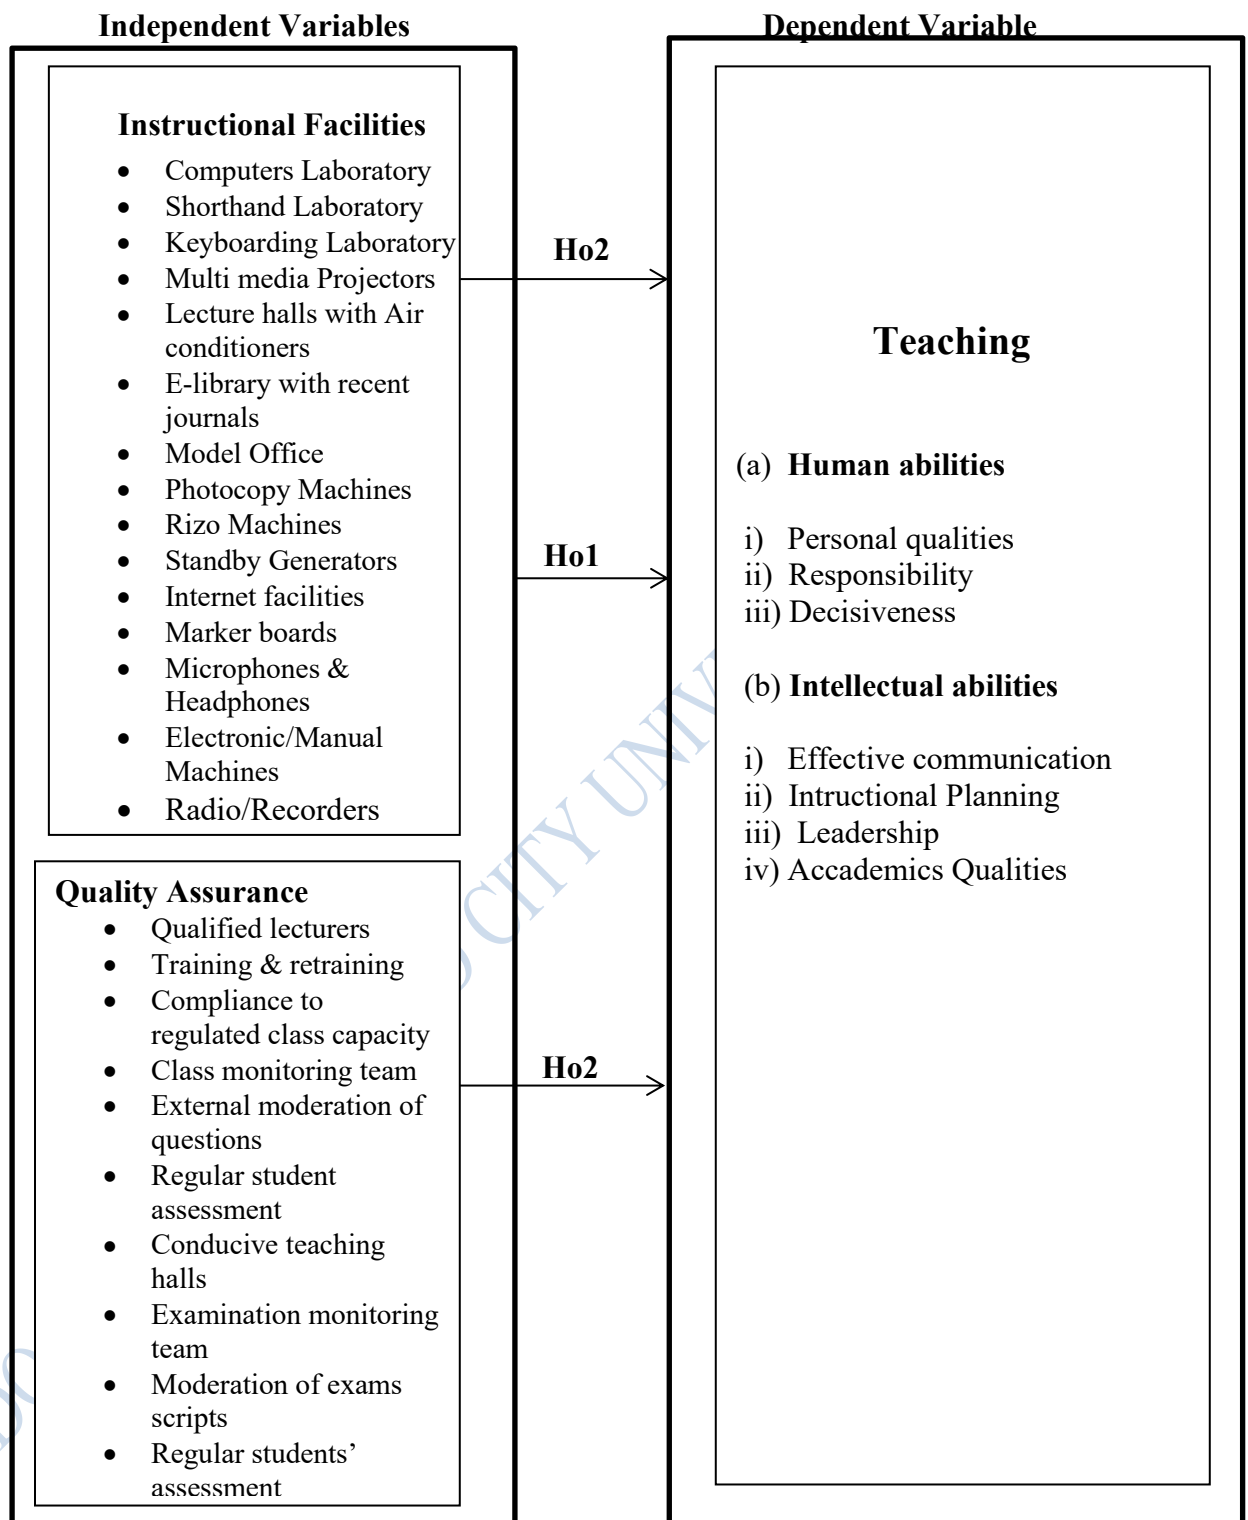 Independent Variables
Dependent Variable
Instructional Facilities
• Computers Laboratory
• Shorthand Laboratory
• Keyboarding Laboratory
• Multi media Projectors
• Lecture halls with Air
conditioners
• E-library with recent
journals
• Model Office
• Photocopy Machines
• Rizo Machines
• Standby Generators
• Internet facilities
• Marker boards
• Microphones &
Headphones
• Electronic/Manual
Machines
• Radio/Recorders
Quality Assurance
• Qualified lecturers
• Training & retraining
• Compliance to
regulated class capacity
• Class monitoring team
• External moderation of
questions
• Regular student
assessment
• Conducive teaching
halls
• Examination monitoring
team
• Moderation of exams
scripts
• Regular students’
assessment
Ho2
Ho1
Ho2
Teaching
(a) Human abilities
i) Personal qualities
ii) Responsibility
iii) Decisiveness
(b) Intellectual abilities
i) Effective communication
ii) Intructional Planning
iii) Leadership
iv) Accademics Qualities
CITY